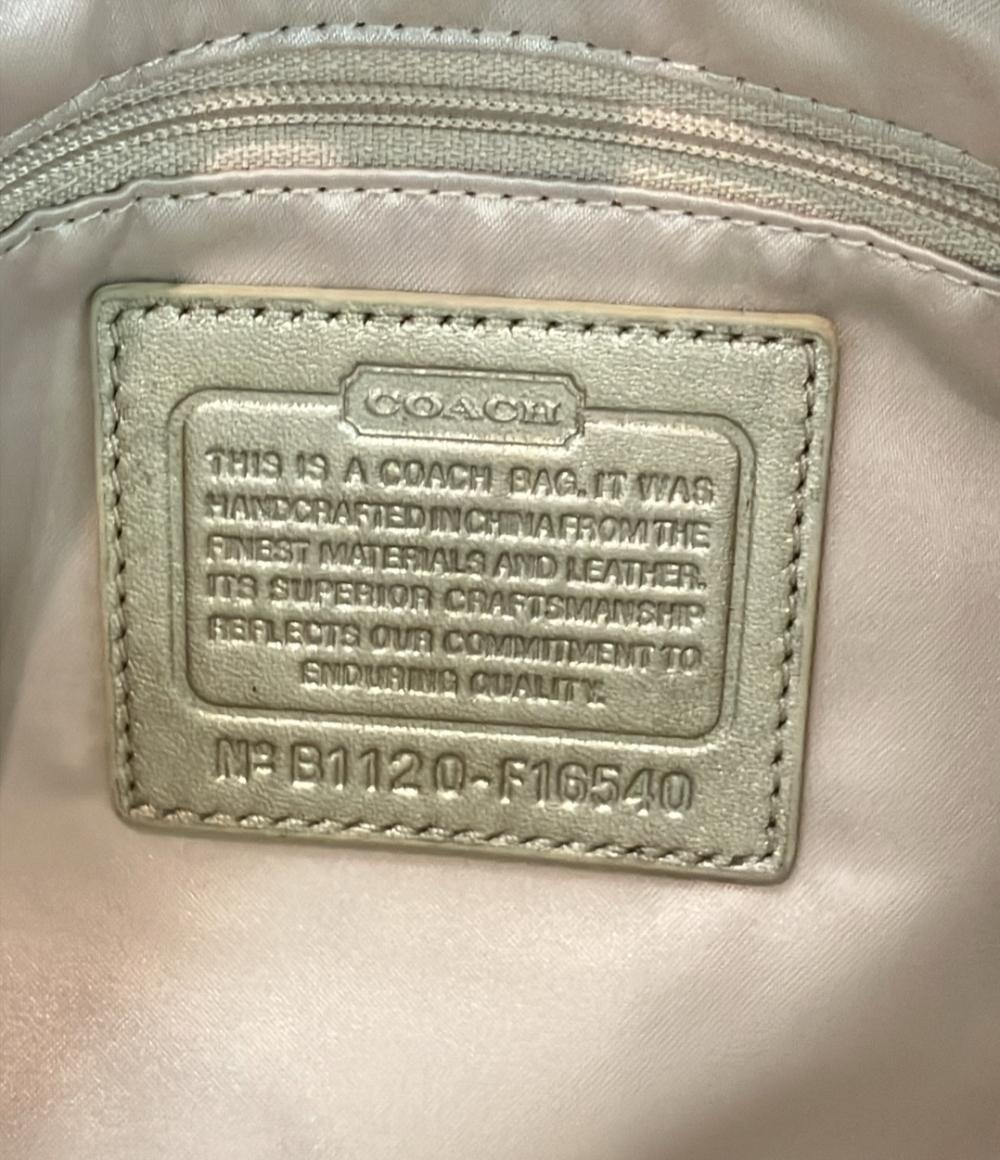 COACH
THIS IS A COACH BAG. IT WAS
HANDCRAFTED IN CHINA FROM THE
FINEST MATERIALS AND LEATHER.
ITS SUPERIOR CRAFTSMANSHIP
REFLECTS OUR COMMITMENT TO
ENDURING QUALITY.
Nº B1120-F16540